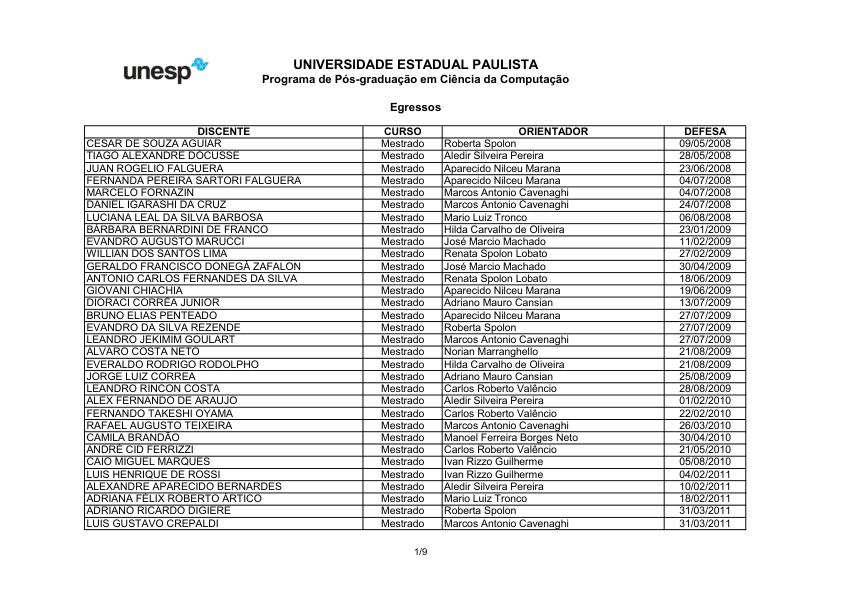 unesp
UNIVERSIDADE ESTADUAL PAULISTA
Programa de Pós-graduação em Ciência da Computação
Egressos
DISCENTE CURSO ORIENTADOR DEFESA
CESAR DE SOUZA AGUIAR Mestrado Roberta Spolon 09/05/2008
TIAGO ALEXANDRE DOCUSSE Mestrado Aledir Silveira Pereira 28/05/2008
JUAN ROGELIO FALGUERA Mestrado Aparecido Nilceu Marana 23/06/2008
FERNANDA PEREIRA SARTORI FALGUERA Mestrado Aparecido Nilceu Marana 04/07/2008
MARCELO FORNAZIN Mestrado Marcos Antonio Cavenaghi 04/07/2008
DANIEL IGARASHI DA CRUZ Mestrado Marcos Antonio Cavenaghi 24/07/2008
LUCIANA LEAL DA SILVA BARBOSA Mestrado Mario Luiz Tronco 06/08/2008
BÁRBARA BERNARDINI DE FRANCO Mestrado Hilda Carvalho de Oliveira 23/01/2009
EVANDRO AUGUSTO MARUCCI Mestrado José Marcio Machado 11/02/2009
WILLIAN DOS SANTOS LIMA Mestrado Renata Spolon Lobato 27/02/2009
GERALDO FRANCISCO DONEGÁ ZAFALON Mestrado José Marcio Machado 30/04/2009
ANTONIO CARLOS FERNANDES DA SILVA Mestrado Renata Spolon Lobato 18/06/2009
GIOVANI CHIACHIA Mestrado Aparecido Nilceu Marana 19/06/2009
DIORACI CORRÊA JUNIOR Mestrado Adriano Mauro Cansian 13/07/2009
BRUNO ELIAS PENTEADO Mestrado Aparecido Nilceu Marana 27/07/2009
EVANDRO DA SILVA REZENDE Mestrado Roberta Spolon 27/07/2009
LEANDRO JEKIMIM GOULART Mestrado Marcos Antonio Cavenaghi 27/07/2009
ALVARO COSTA NETO Mestrado Norian Marranghello 21/08/2009
EVERALDO RODRIGO RODOLPHO Mestrado Hilda Carvalho de Oliveira 21/08/2009
JORGE LUIZ CORREA Mestrado Adriano Mauro Cansian 25/08/2009
LEANDRO RINCON COSTA Mestrado Carlos Roberto Valêncio 28/08/2009
ALEX FERNANDO DE ARAUJO Mestrado Aledir Silveira Pereira 01/02/2010
FERNANDO TAKESHI OYAMA Mestrado Carlos Roberto Valêncio 22/02/2010
RAFAEL AUGUSTO TEIXEIRA Mestrado Marcos Antonio Cavenaghi 26/03/2010
CAMILA BRANDÃO Mestrado Manoel Ferreira Borges Neto 30/04/2010
ANDRÉ CID FERRIZZI Mestrado Carlos Roberto Valêncio 21/05/2010
CAIO MIGUEL MARQUES Mestrado Ivan Rizzo Guilherme 05/08/2010
LUIS HENRIQUE DE ROSSI Mestrado Ivan Rizzo Guilherme 04/02/2011
ALEXANDRE APARECIDO BERNARDES Mestrado Aledir Silveira Pereira 10/02/2011
ADRIANA FÉLIX ROBERTO ÁRTICO Mestrado Mario Luiz Tronco 18/02/2011
ADRIANO RICARDO DIGIERE Mestrado Roberta Spolon 31/03/2011
LUIS GUSTAVO CREPALDI Mestrado Marcos Antonio Cavenaghi 31/03/2011
1/9